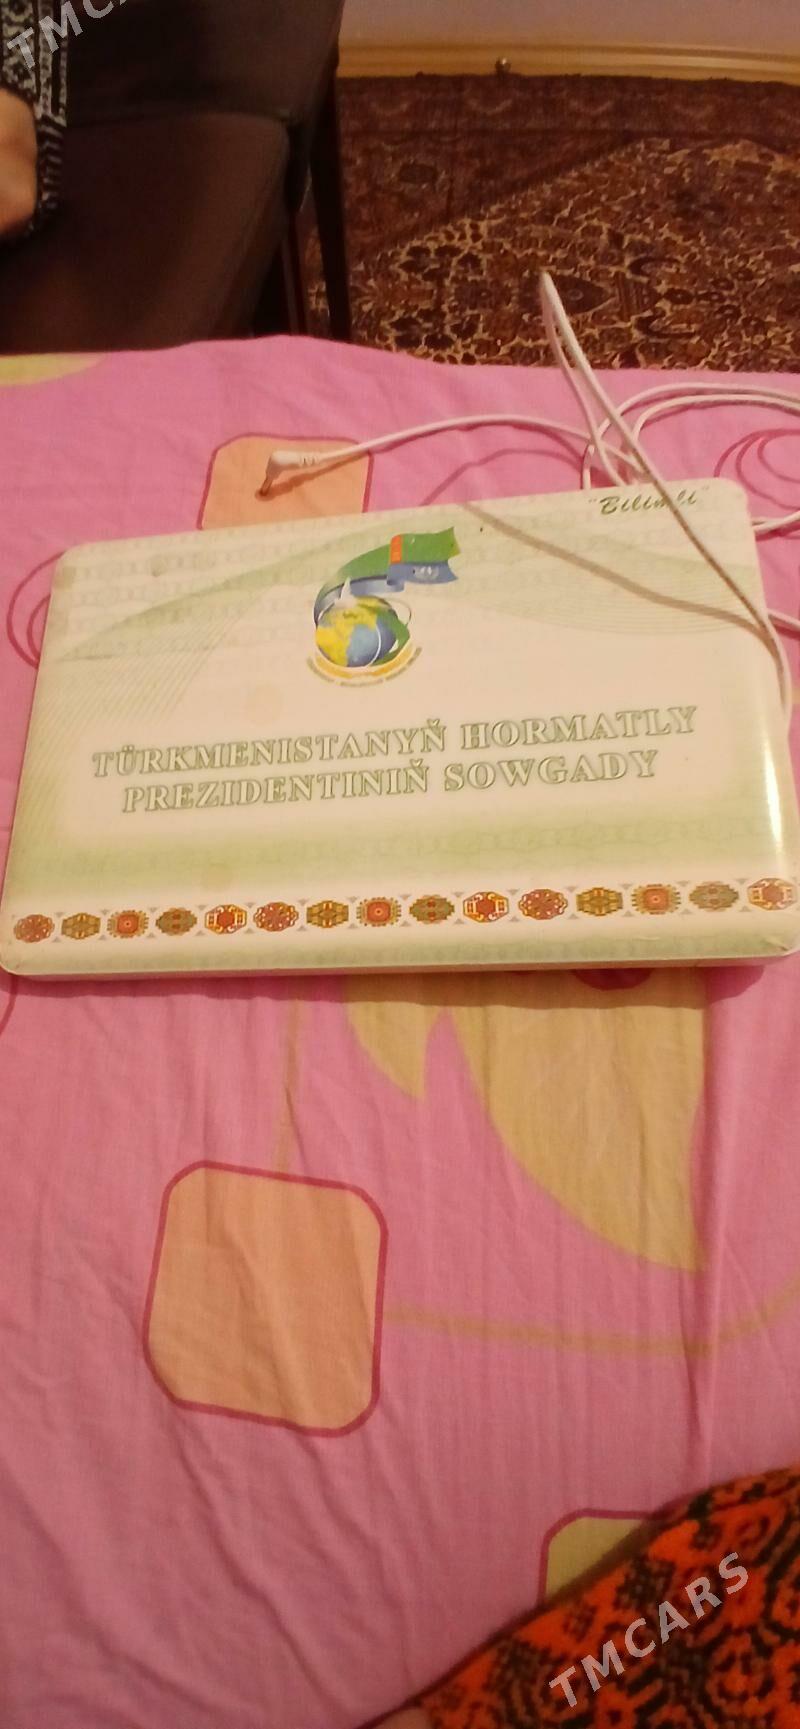 TMCARS
"Bilimli"
TÜRKMENISTANYŇ HORMATLY
PREZIDENTINIŇ SOWGADY
TMCARS